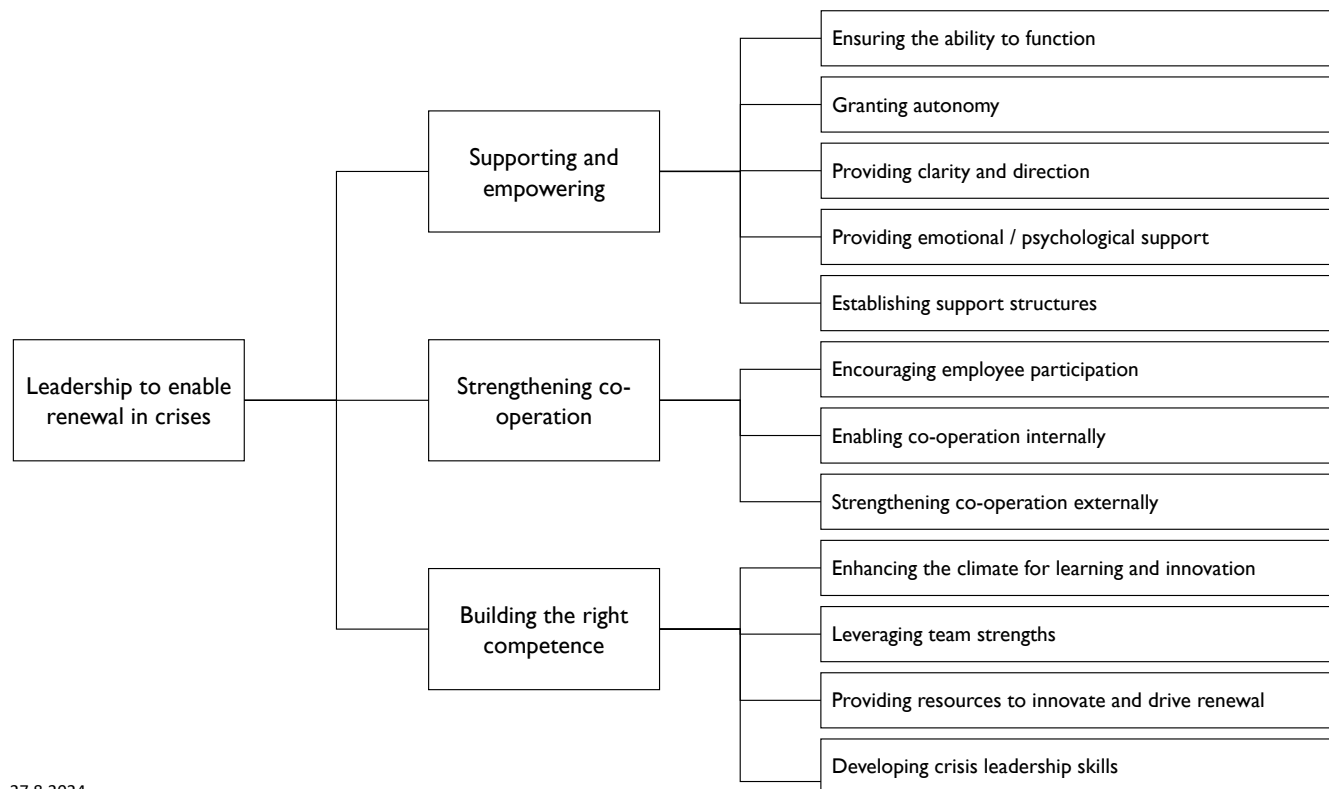 Ensuring the ability to function
Granting autonomy
Supporting and
empowering
Providing clarity and direction
Providing emotional / psychological support
Establishing support structures
Leadership to enable
renewal in crises
Strengthening co-
operation
Encouraging employee participation
Enabling co-operation internally
Strengthening co-operation externally
Building the right
competence
Enhancing the climate for learning and innovation
Leveraging team strengths
Providing resources to innovate and drive renewal
Developing crisis leadership skills
27.8.2024